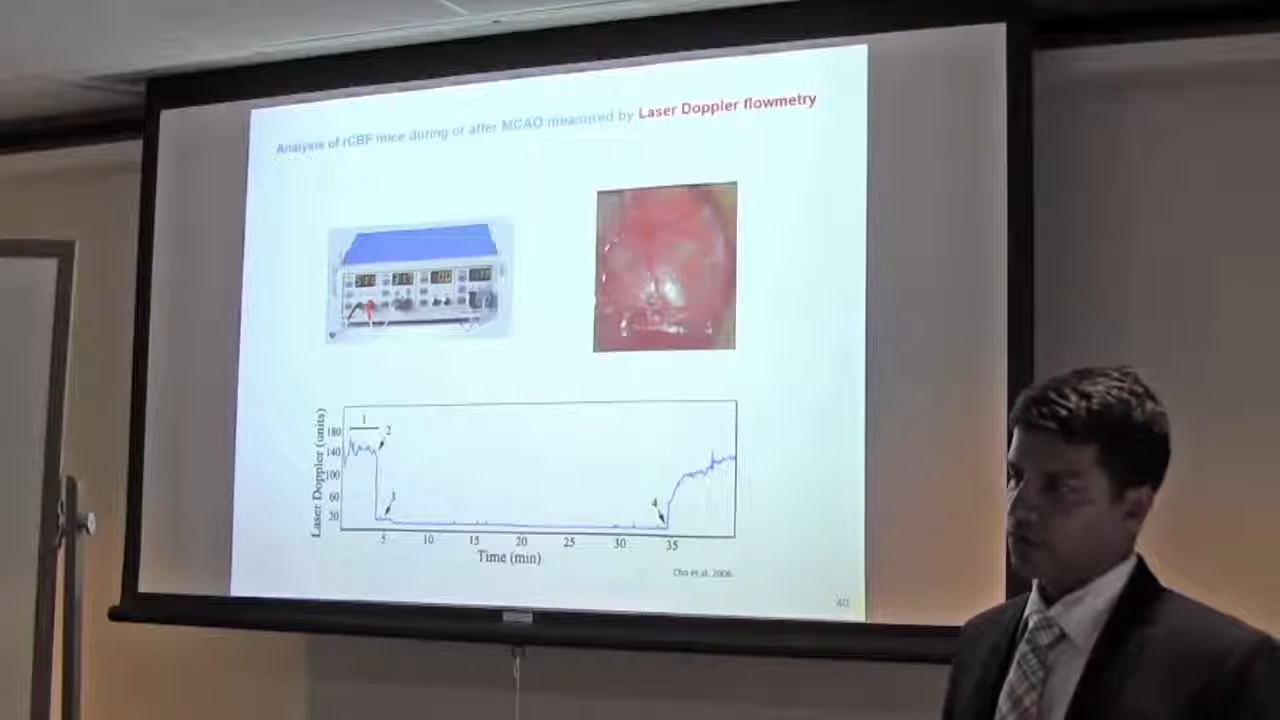 Analysis of rCBF mice during or after MCAO measured by Laser Doppler flowmetry
1
2
3
4
Laser Doppler (units)
180
140
100
60
20
5 10 15 20 25 30 35
Time (min)
Cho et al. 2006.
40